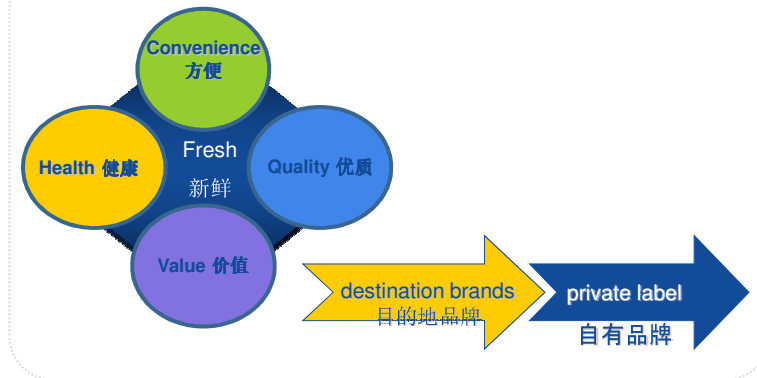 Convenience
方便
Health 健康
Fresh
新鲜
Quality 优质
Value 价值
destination brands
目的地品牌
private label
自有品牌